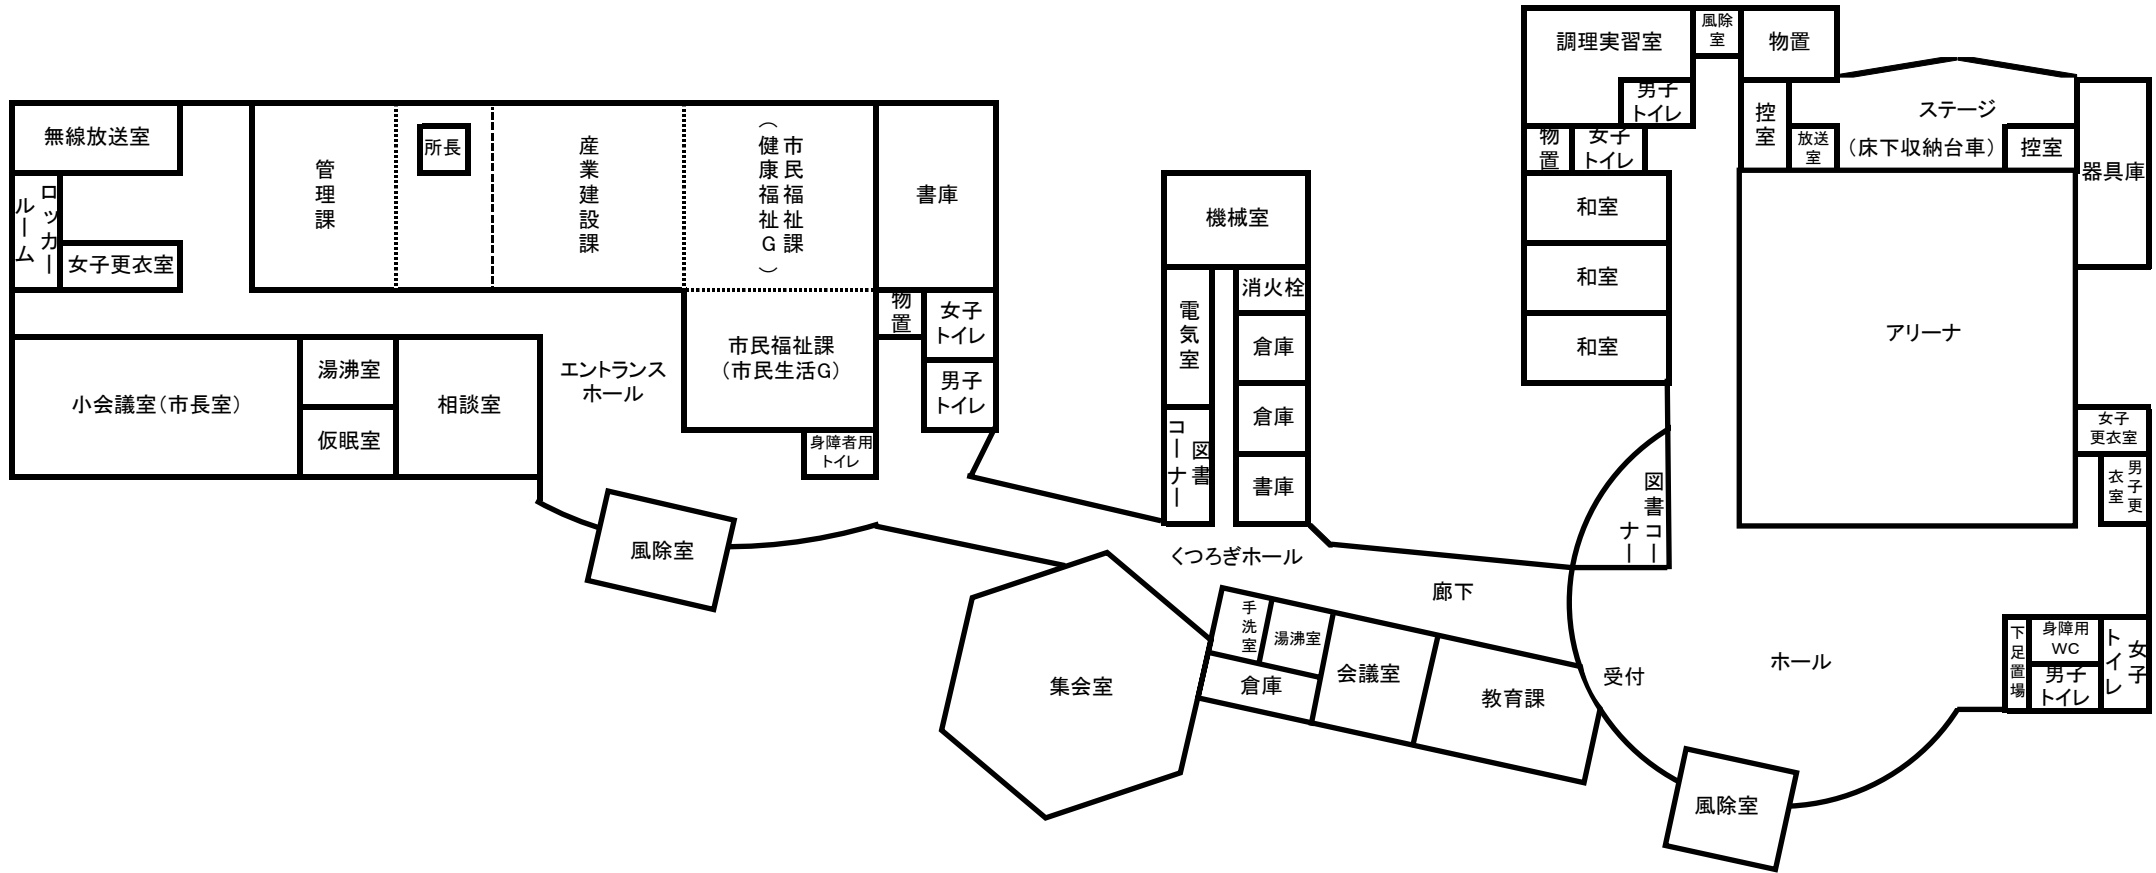 無線放送室
ロッカー
ルーム
女子更衣室
管理課
所長
産業建設課
市民福祉課
（健康福祉G）
書庫
物置
女子
トイレ
男子
トイレ
市民福祉課
（市民生活G）
身障者用
トイレ
エントランス
ホール
小会議室（市長室）
湯沸室
仮眠室
相談室
風除室
機械室
電気室
消火栓
倉庫
倉庫
書庫
図書
コーナー
くつろぎホール
集会室
手洗室
湯沸室
倉庫
会議室
教育課
廊下
調理実習室
風除
室
物置
男子
トイレ
物置
女子
トイレ
和室
和室
和室
控室
放送
室
ステージ
（床下収納台車）
控室
器具庫
アリーナ
女子
更衣室
男子更
衣室
図書コー
ナー
受付
ホール
下足置場
身障用
WC
男子
トイレ
女子
トイレ
風除室